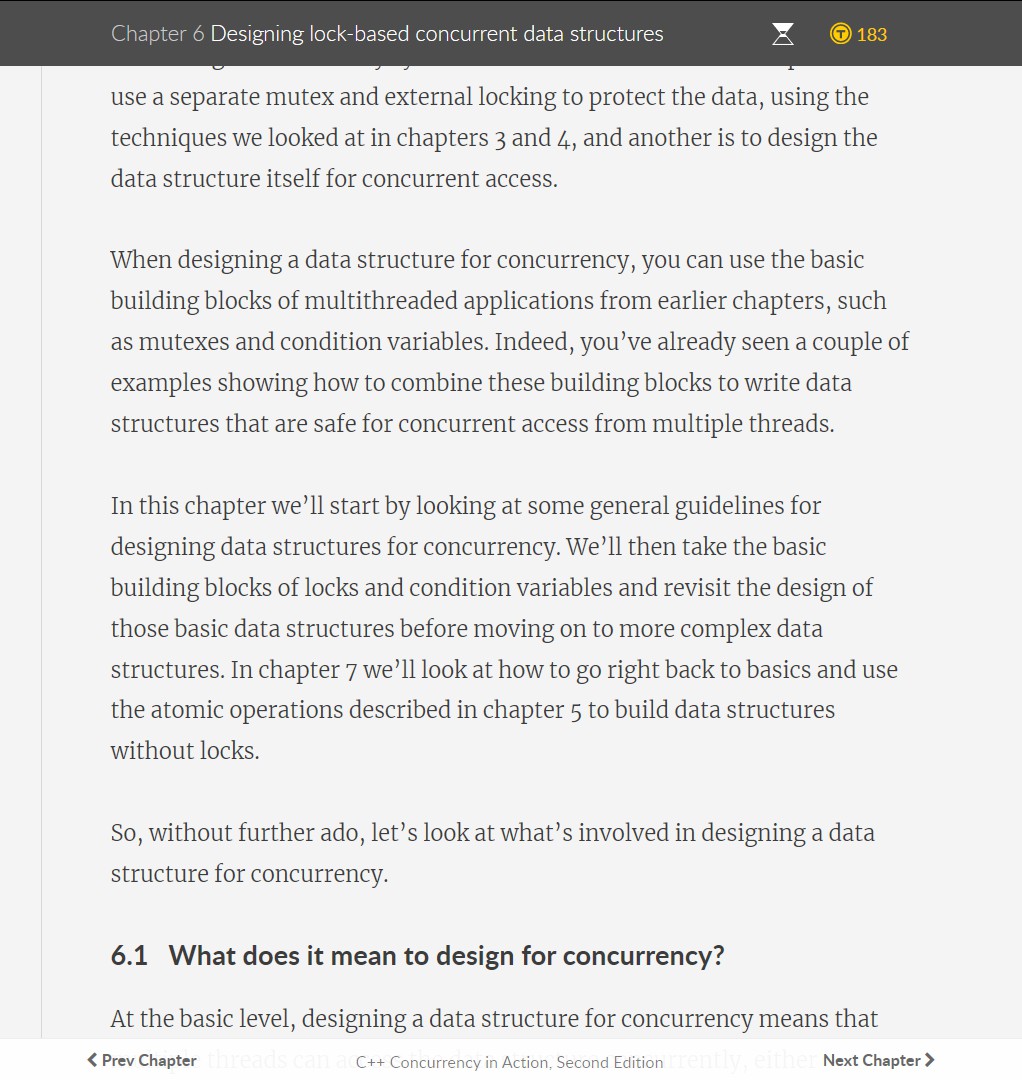 Chapter 6 Designing lock-based concurrent data structures
183
use a separate mutex and external locking to protect the data, using the
techniques we looked at in chapters 3 and 4, and another is to design the
data structure itself for concurrent access.
When designing a data structure for concurrency, you can use the basic
building blocks of multithreaded applications from earlier chapters, such
as mutexes and condition variables. Indeed, you’ve already seen a couple of
examples showing how to combine these building blocks to write data
structures that are safe for concurrent access from multiple threads.
In this chapter we’ll start by looking at some general guidelines for
designing data structures for concurrency. We’ll then take the basic
building blocks of locks and condition variables and revisit the design of
those basic data structures before moving on to more complex data
structures. In chapter 7 we’ll look at how to go right back to basics and use
the atomic operations described in chapter 5 to build data structures
without locks.
So, without further ado, let’s look at what’s involved in designing a data
structure for concurrency.
6.1 What does it mean to design for concurrency?
At the basic level, designing a data structure for concurrency means that
Prev Chapter C++ Concurrency in Action, Second Edition Next Chapter